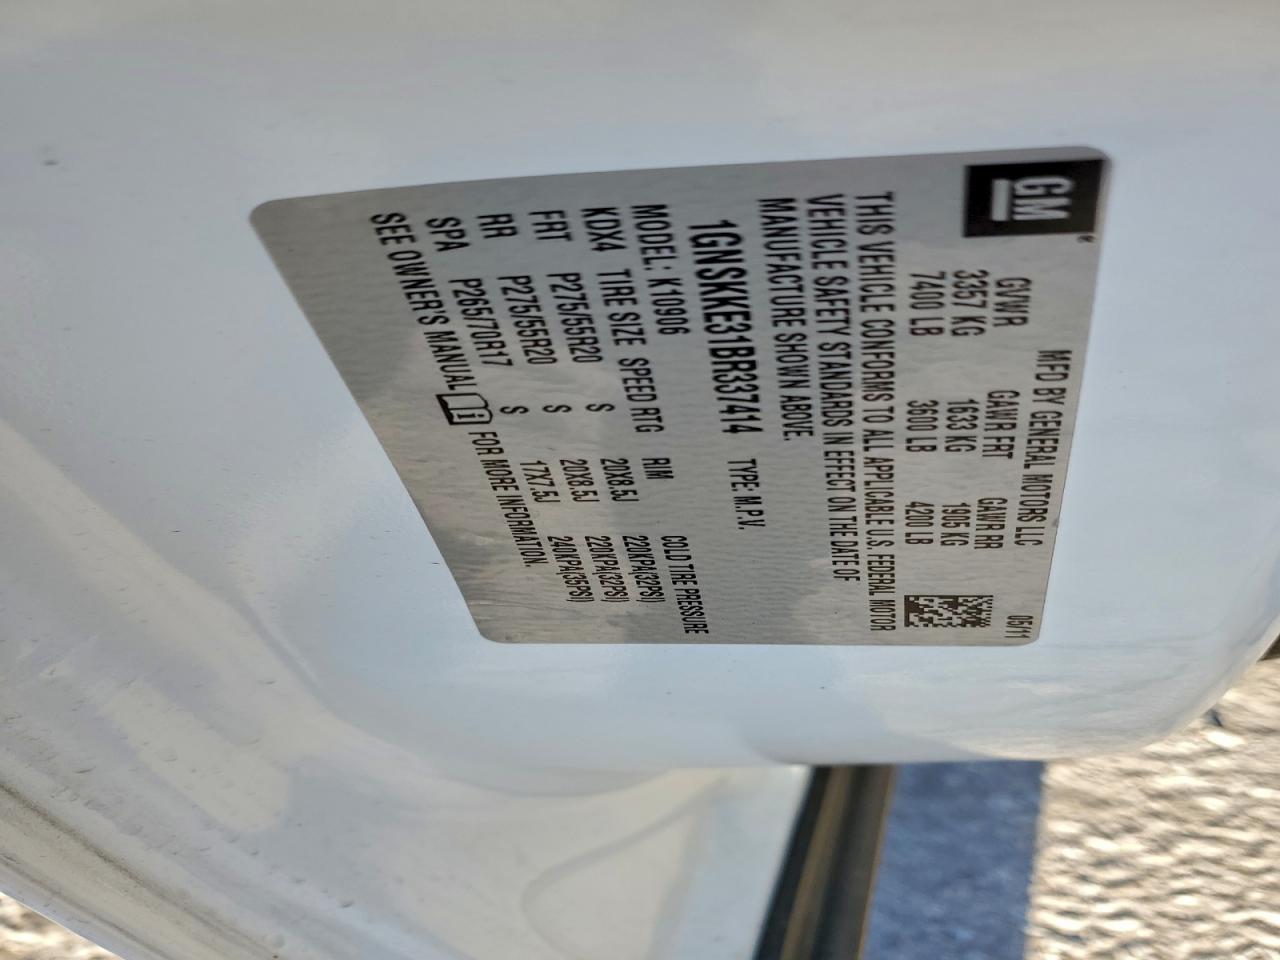 GM
MFD BY GENERAL MOTORS LLC 05/11
GVWR GAWR FRT GAWR RR
3357 KG 1633 KG 1905 KG
7400 LB 3600 LB 4200 LB
THIS VEHICLE CONFORMS TO ALL APPLICABLE U.S. FEDERAL MOTOR
VEHICLE SAFETY STANDARDS IN EFFECT ON THE DATE OF
MANUFACTURE SHOWN ABOVE.
1GNSKKE31BR337414 TYPE: M.P.V.
MODEL: K10906
KDX4 TIRE SIZE SPEED RTG RIM COLD TIRE PRESSURE
FRT P275/55R20 S 20X8.5J 220KPA(32PSI)
RR P275/55R20 S 20X8.5J 220KPA(32PSI)
SPA P265/70R17 S 17X7.5J 240KPA(35PSI)
SEE OWNER'S MANUAL FOR MORE INFORMATION.